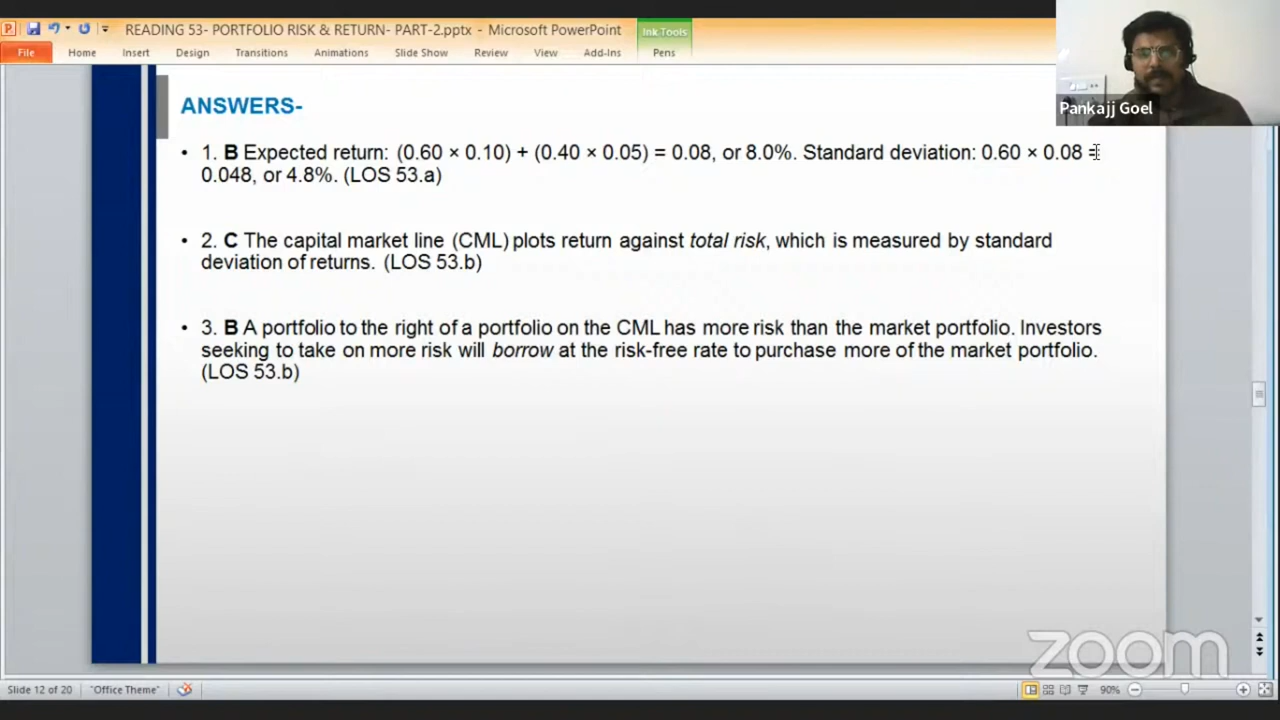 READING 53- PORTFOLIO RISK & RETURN- PART-2.pptx - Microsoft PowerPoint
Ink Tools
File Home Insert Design Transitions Animations Slide Show Review View Add-Ins Pens
Pankajj Goel
ANSWERS-
• 1. B Expected return: (0.60 × 0.10) + (0.40 × 0.05) = 0.08, or 8.0%. Standard deviation: 0.60 × 0.08 =
0.048, or 4.8%. (LOS 53.a)
• 2. C The capital market line (CML) plots return against total risk, which is measured by standard
deviation of returns. (LOS 53.b)
• 3. B A portfolio to the right of a portfolio on the CML has more risk than the market portfolio. Investors
seeking to take on more risk will borrow at the risk-free rate to purchase more of the market portfolio.
(LOS 53.b)
zoom
Slide 12 of 20 "Office Theme" 90%